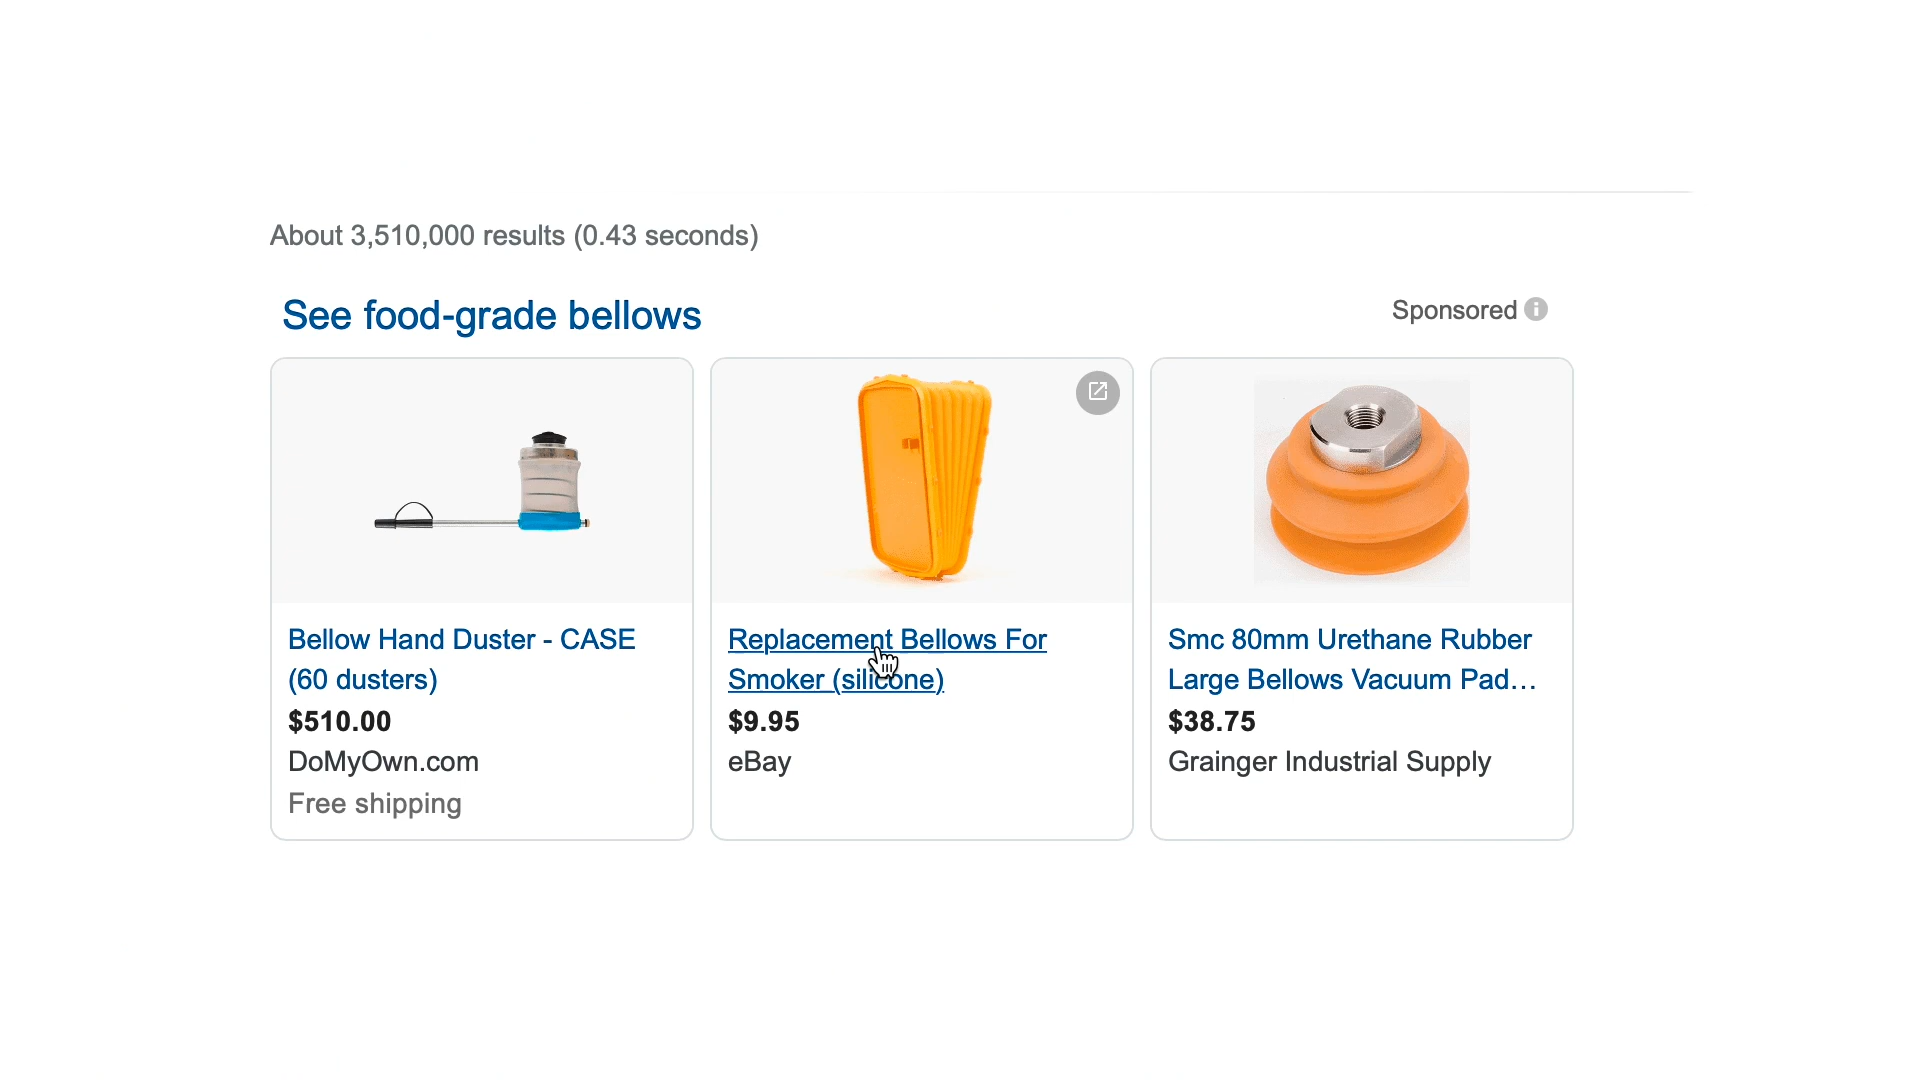 About 3,510,000 results (0.43 seconds)
See food-grade bellows
Sponsored
Bellow Hand Duster - CASE
(60 dusters)
$510.00
DoMyOwn.com
Free shipping
Replacement Bellows For
Smoker (silicone)
$9.95
eBay
Smc 80mm Urethane Rubber
Large Bellows Vacuum Pad…
$38.75
Grainger Industrial Supply